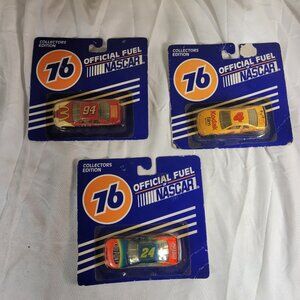 COLLECTORS
EDITION
76
OFFICIAL FUEL
NASCAR
94
COLLECTORS
EDITION
76
OFFICIAL FUEL
NASCAR
4
Kodak
COLLECTORS
EDITION
76
OFFICIAL FUEL
NASCAR
24